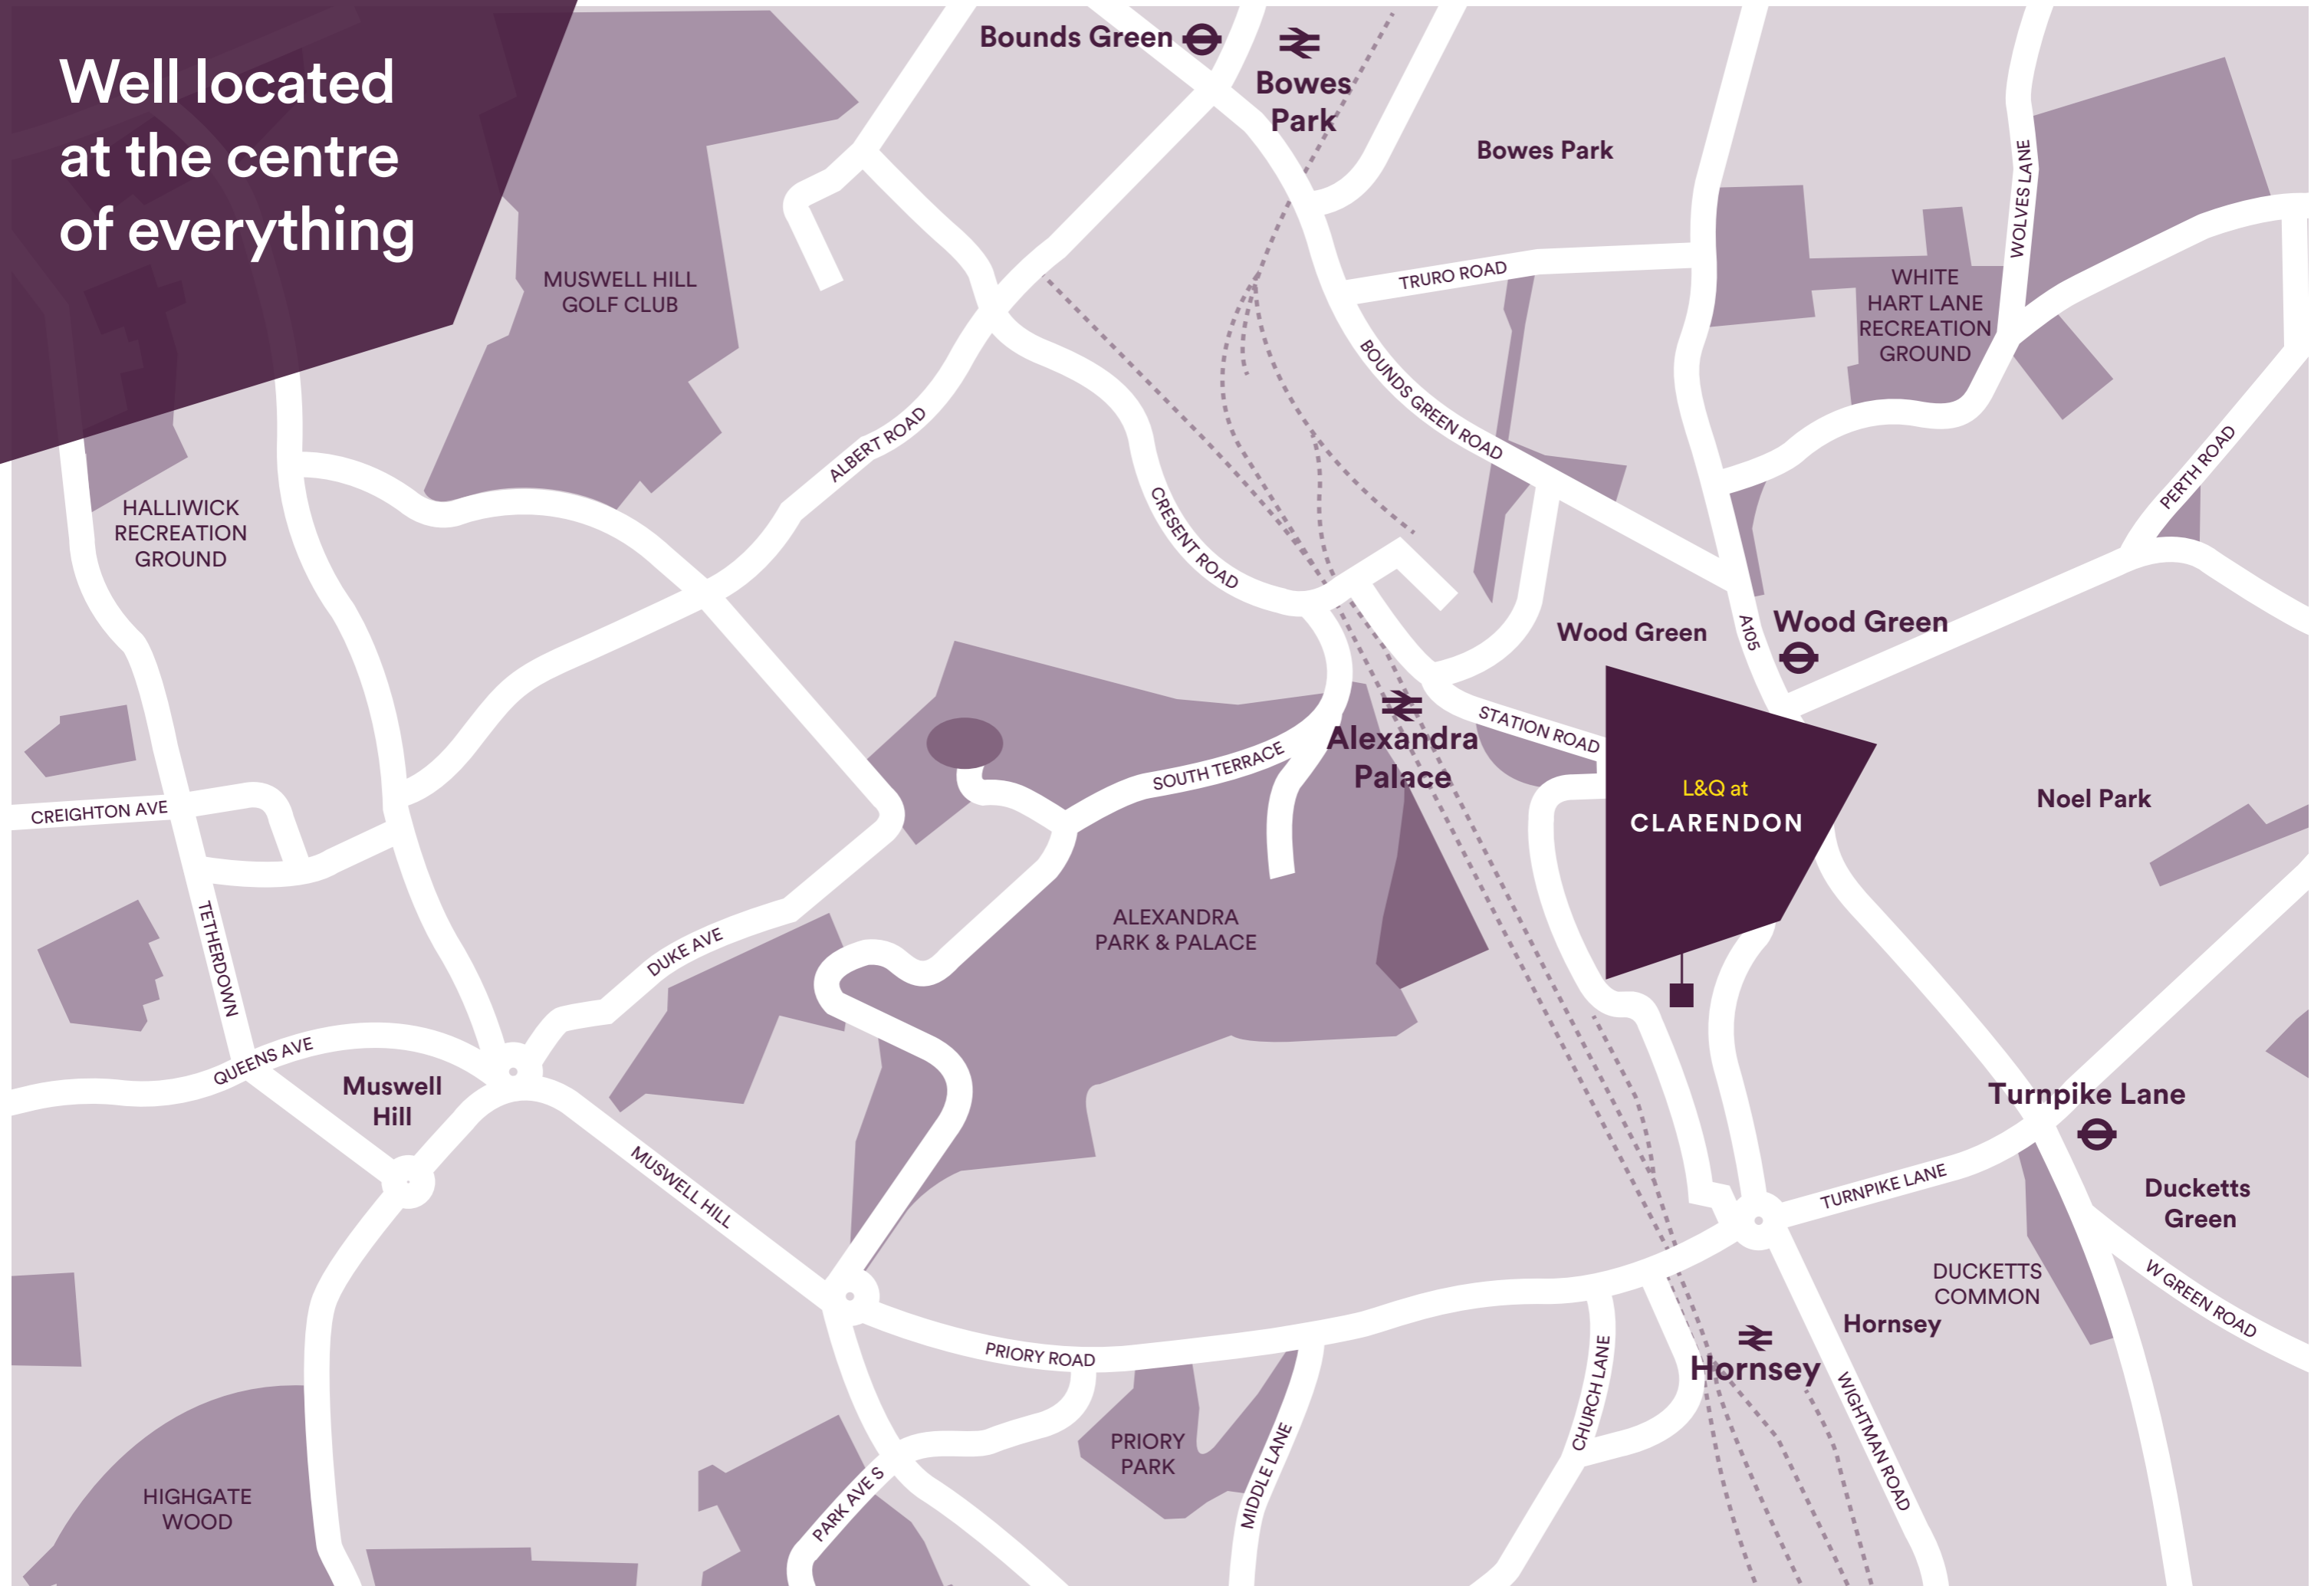 Well located
at the centre
of everything
Bounds Green
Bowes
Park
Bowes Park
WOLVES LANE
MUSWELL HILL
GOLF CLUB
TRURO ROAD
WHITE
HART LANE
RECREATION
GROUND
BOUNDS GREEN ROAD
ALBERT ROAD
PERTH ROAD
HALLIWICK
RECREATION
GROUND
CRESENT ROAD
A105
Wood Green
Wood Green
STATION ROAD
Alexandra
Palace
SOUTH TERRACE
L&Q at
CLARENDON
Noel Park
CREIGHTON AVE
TETHERDOWN
DUKE AVE
ALEXANDRA
PARK & PALACE
QUEENS AVE
Muswell
Hill
Turnpike Lane
MUSWELL HILL
TURNPIKE LANE
Ducketts
Green
DUCKETTS
COMMON
W GREEN ROAD
Hornsey
Hornsey
PRIORY ROAD
CHURCH LANE
WIGHTMAN ROAD
PRIORY
PARK
MIDDLE LANE
PARK AVE S
HIGHGATE
WOOD